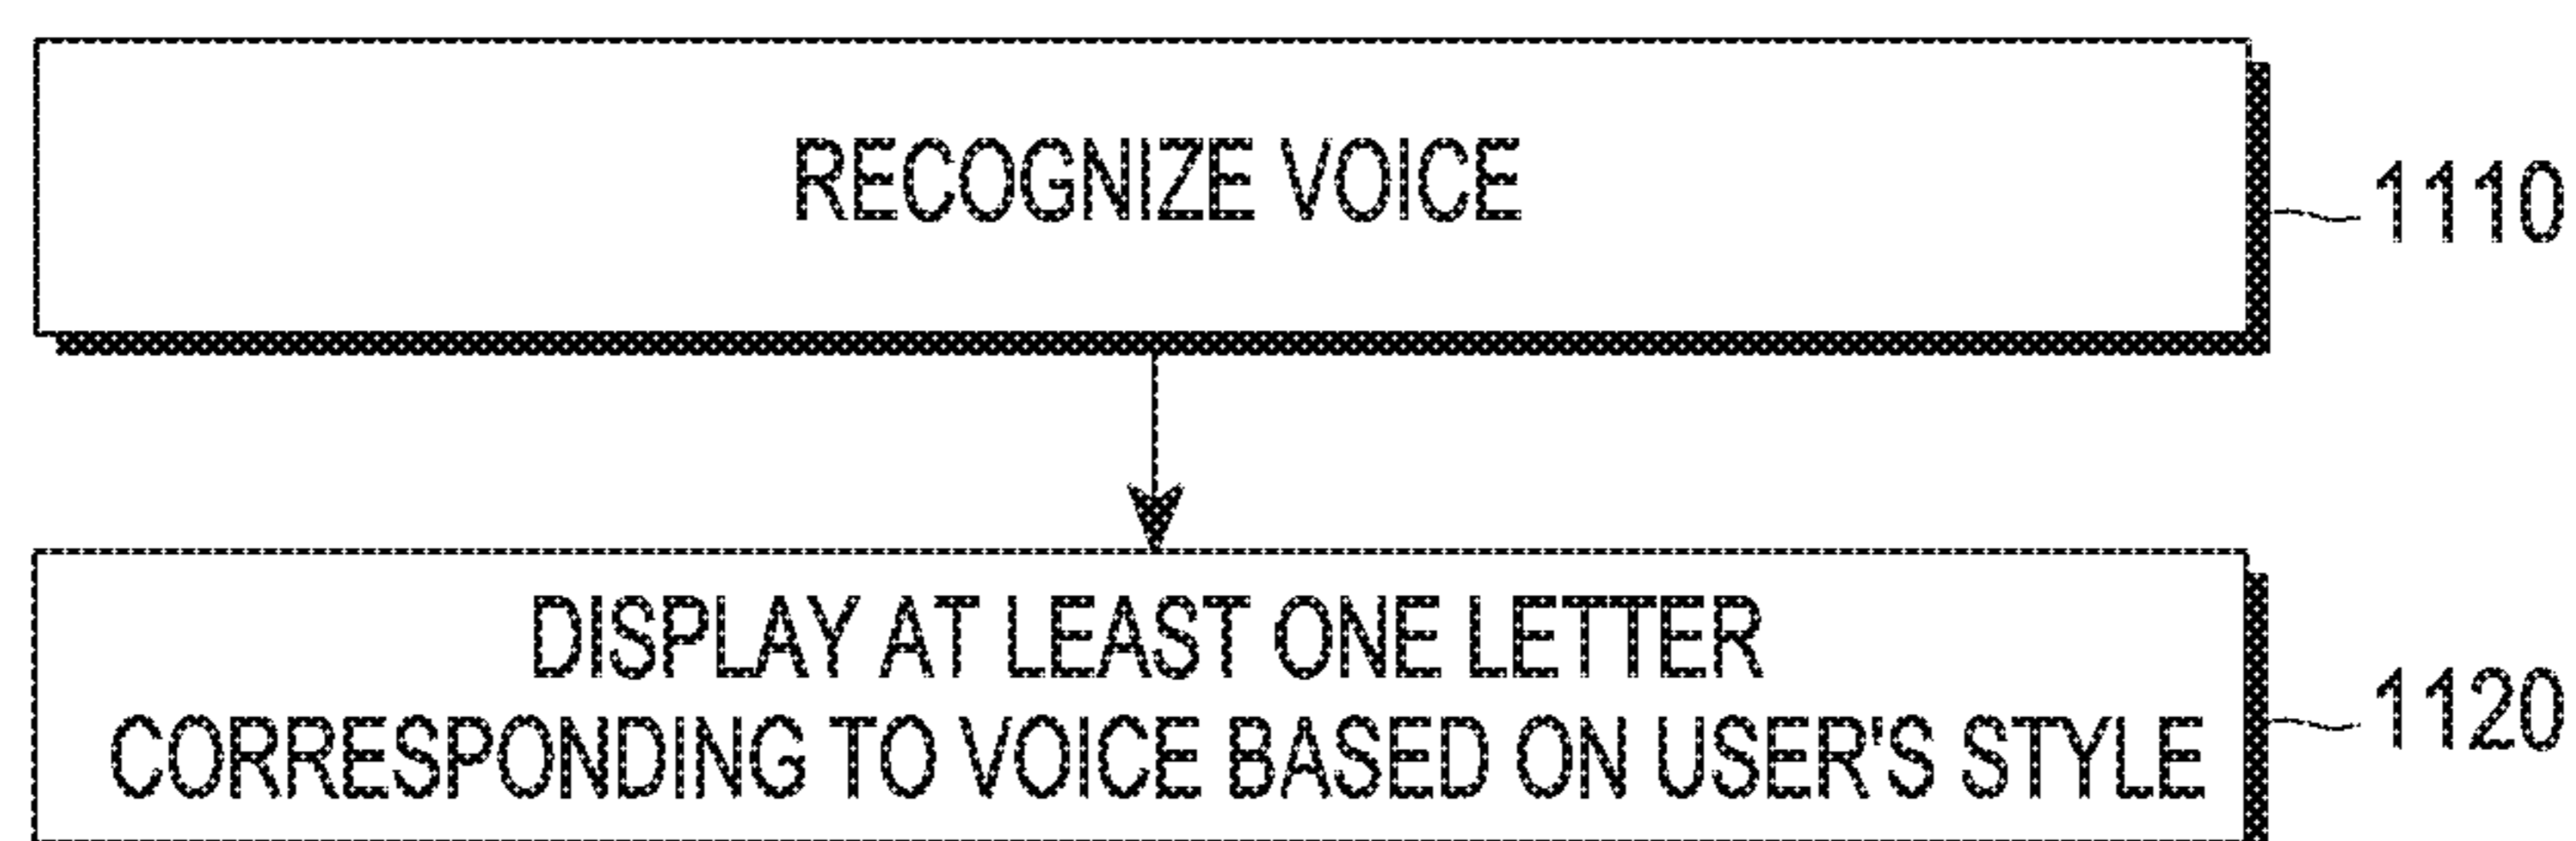 RECOGNIZE VOICE
1110
DISPLAY AT LEAST ONE LETTER
CORRESPONDING TO VOICE BASED ON USER'S STYLE
1120